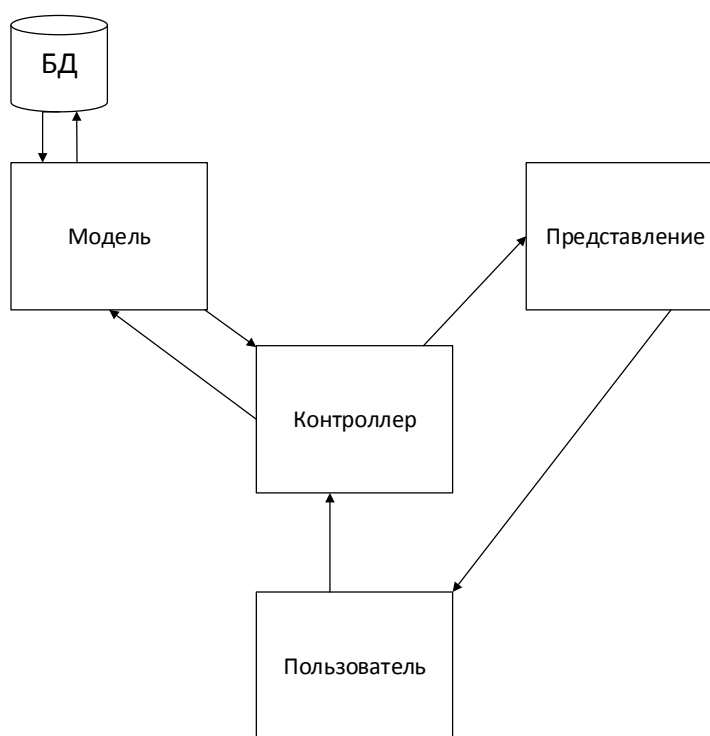 БД
Модель
Представление
Контроллер
Пользователь